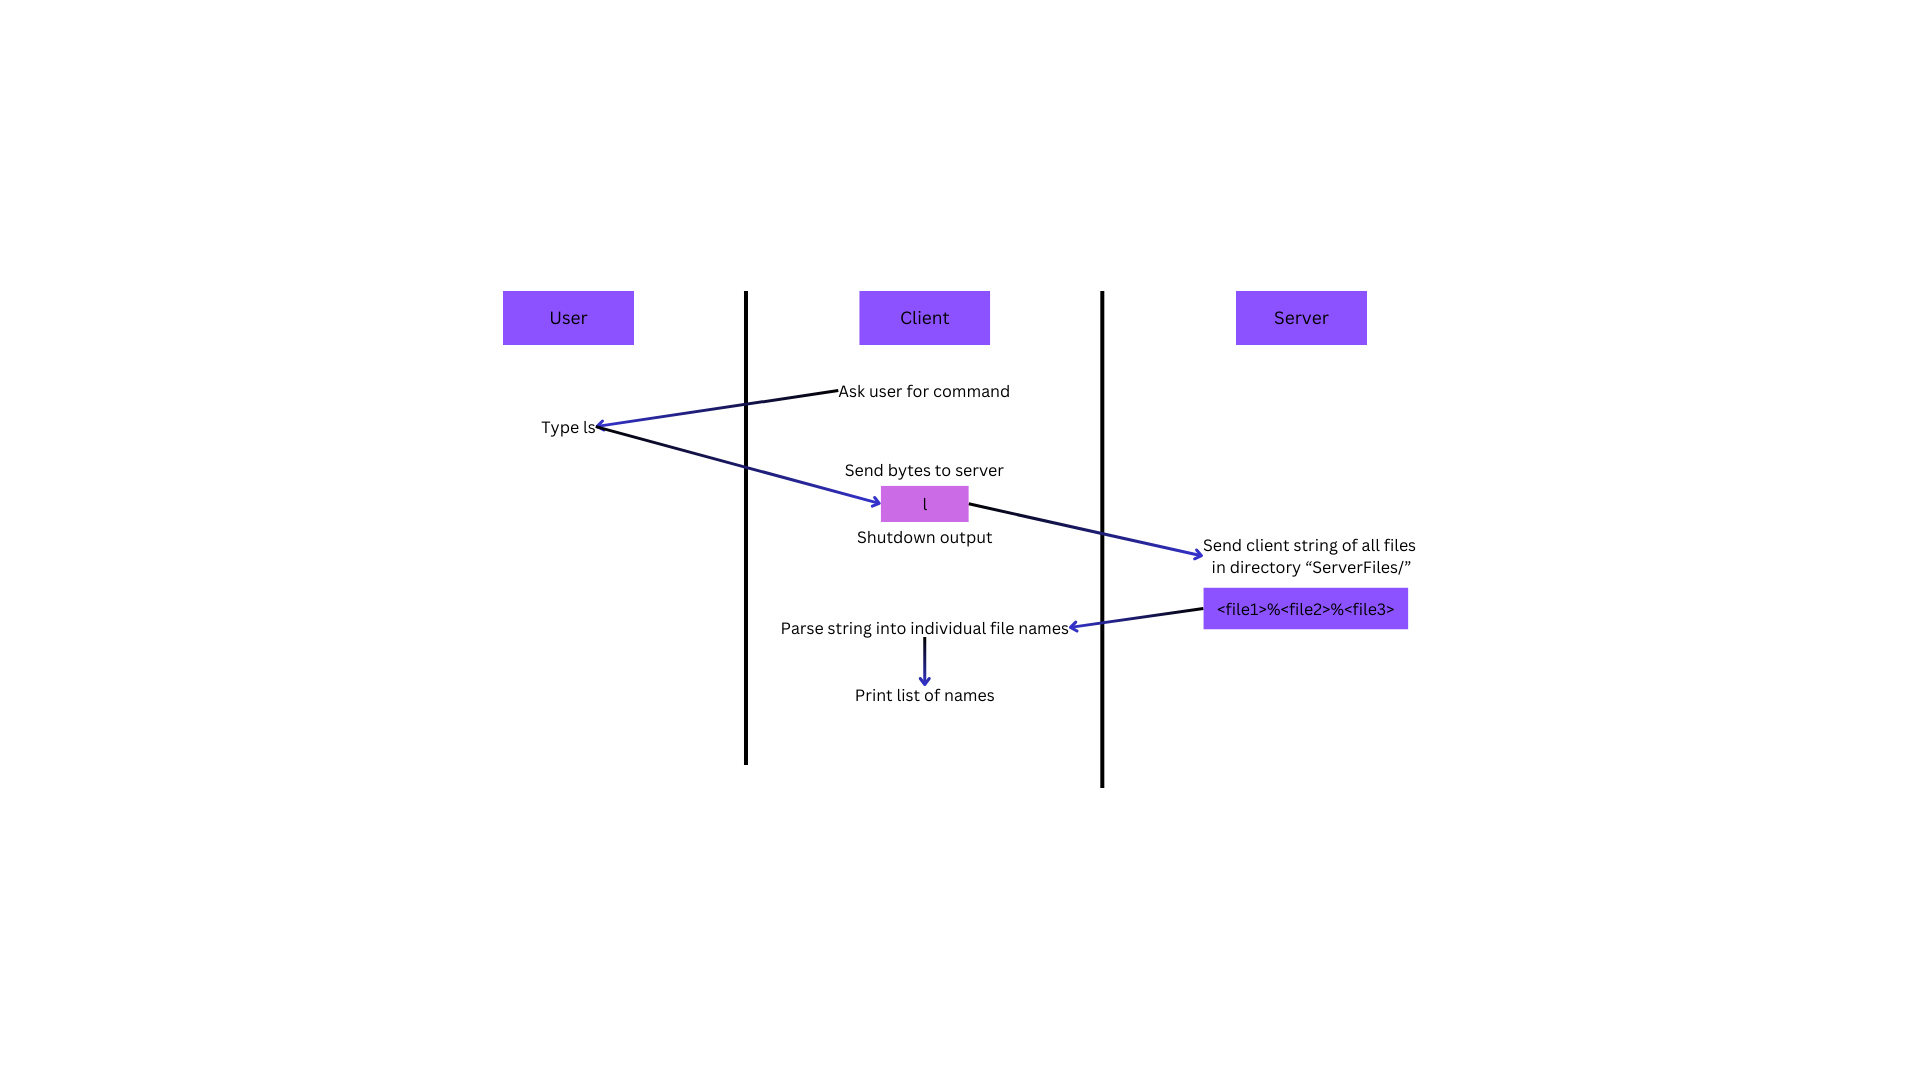 User
Client
Server
Ask user for command
Type ls
Send bytes to server
l
Shutdown output
Send client string of all files
in directory “ServerFiles/”
<file1>%<file2>%<file3>
Parse string into individual file names
Print list of names